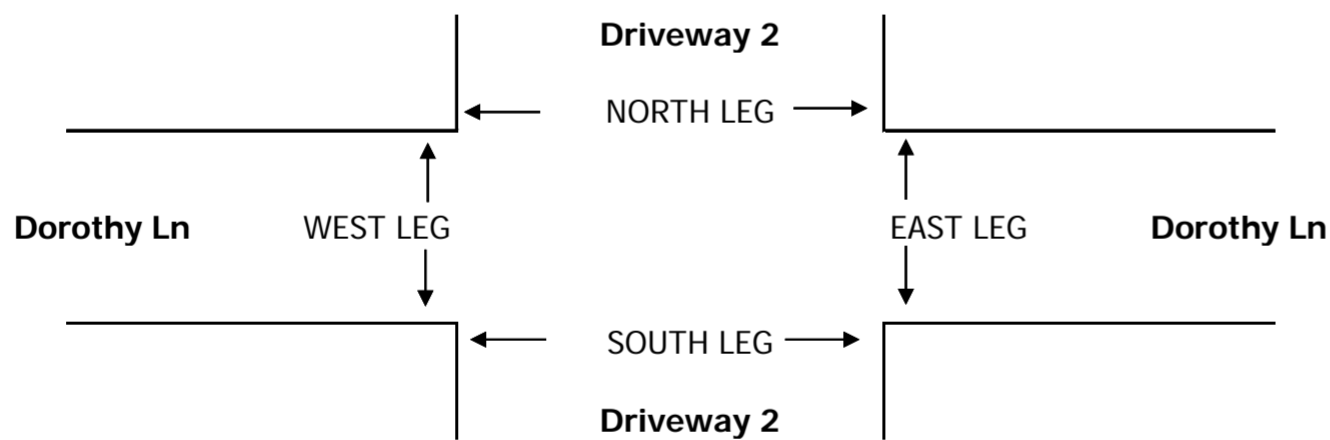 Driveway 2
NORTH LEG
Dorothy Ln WEST LEG EAST LEG Dorothy Ln
SOUTH LEG
Driveway 2